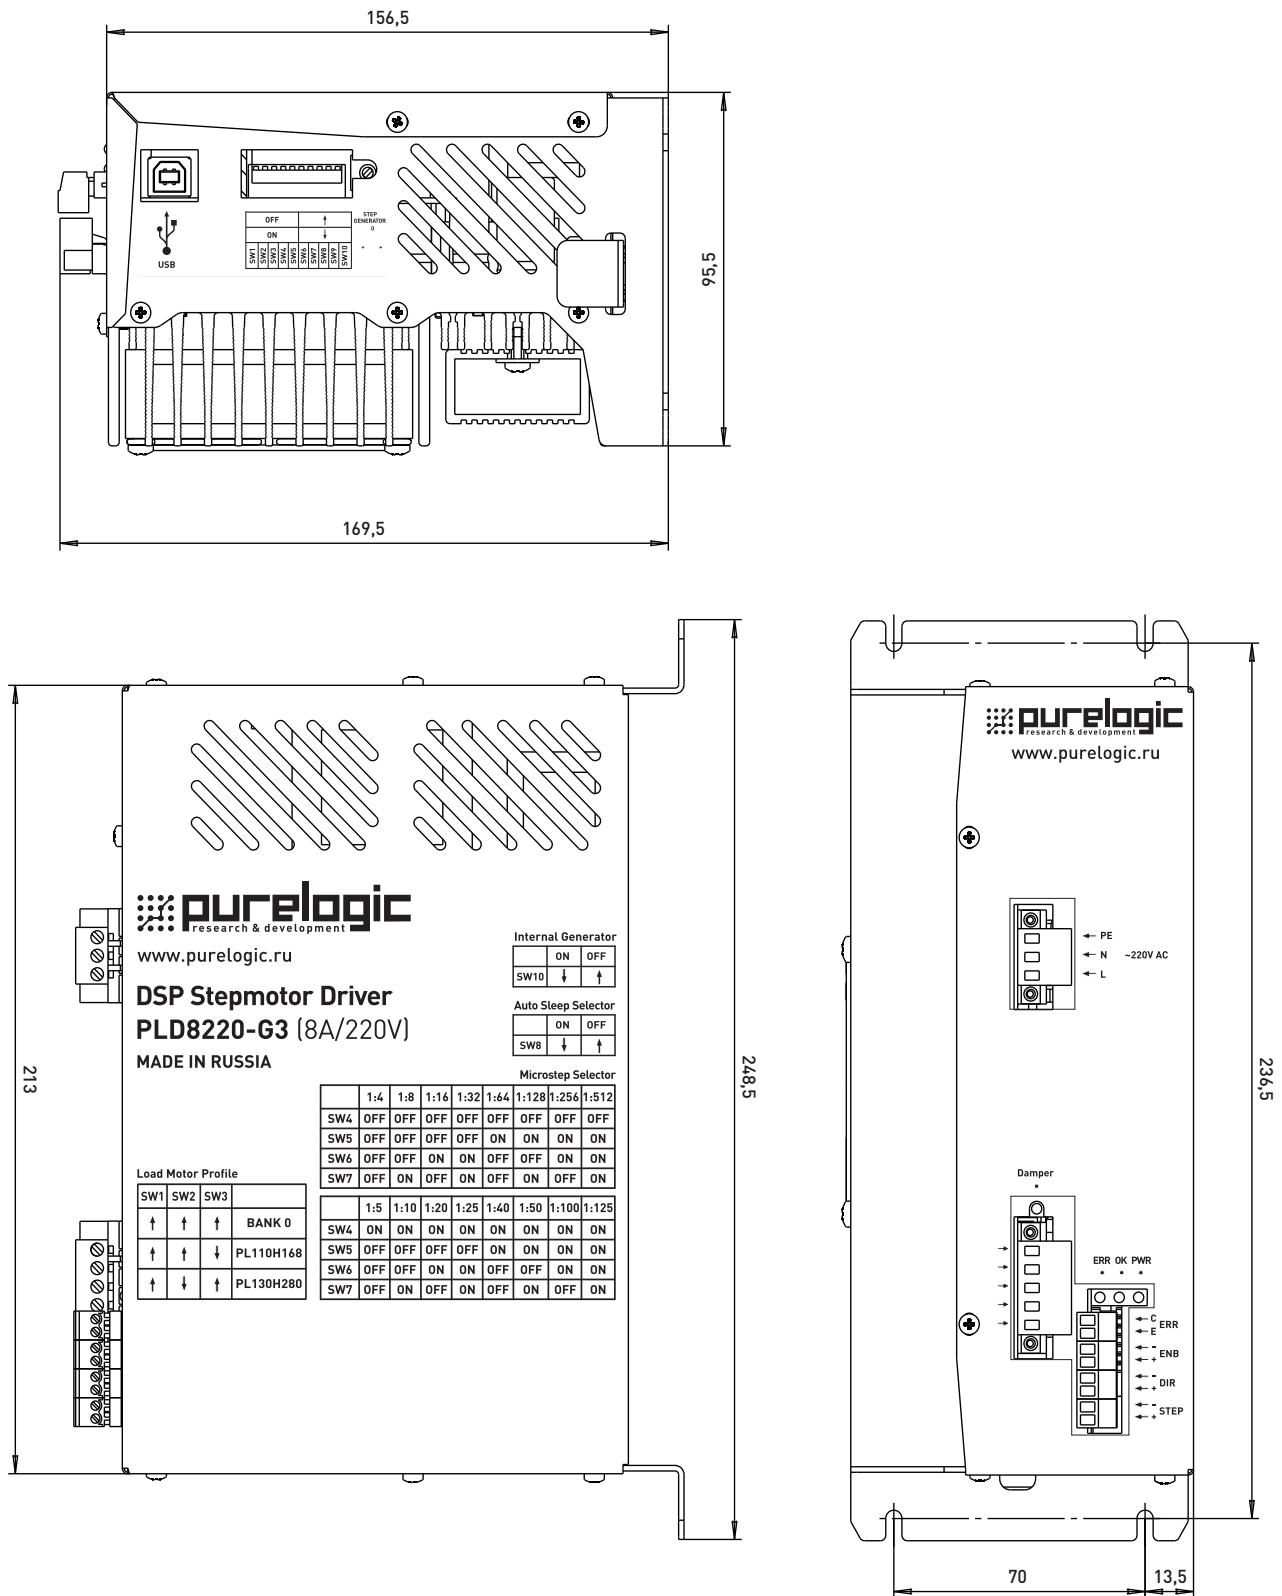 156,5
OFF ↑
ON ↓
SW1 SW2 SW3 SW4 SW5 SW6 SW7 SW8 SW9 SW10
STEP
GENERATOR
0
+ +
USB
95,5
169,5
purelogic
research & development
www.purelogic.ru
DSP Stepmotor Driver
PLD8220-G3 (8A/220V)
MADE IN RUSSIA
Internal Generator
ON OFF
SW10 ↓ ↑
Auto Sleep Selector
ON OFF
SW8 ↓ ↑
Microstep Selector
1:4 1:8 1:16 1:32 1:64 1:128 1:256 1:512
SW4 OFF OFF OFF OFF OFF OFF OFF OFF
SW5 OFF OFF OFF OFF ON ON ON ON
SW6 OFF OFF ON ON OFF OFF ON ON
SW7 OFF ON OFF ON OFF ON OFF ON
1:5 1:10 1:20 1:25 1:40 1:50 1:100 1:125
SW4 ON ON ON ON ON ON ON ON
SW5 OFF OFF OFF OFF ON ON ON ON
SW6 OFF OFF ON ON OFF OFF ON ON
SW7 OFF ON OFF ON OFF ON OFF ON
Load Motor Profile
SW1 SW2 SW3
↑ ↑ ↑ BANK 0
↑ ↑ ↓ PL110H168
↑ ↓ ↑ PL130H280
213
248,5
purelogic
research & development
www.purelogic.ru
← PE
← N ~220V AC
← L
Damper
→
→
→
→
→
ERR OK PWR
← C ERR
← E
← - ENB
← +
← - DIR
← +
← - STEP
← +
236,5
70
13,5